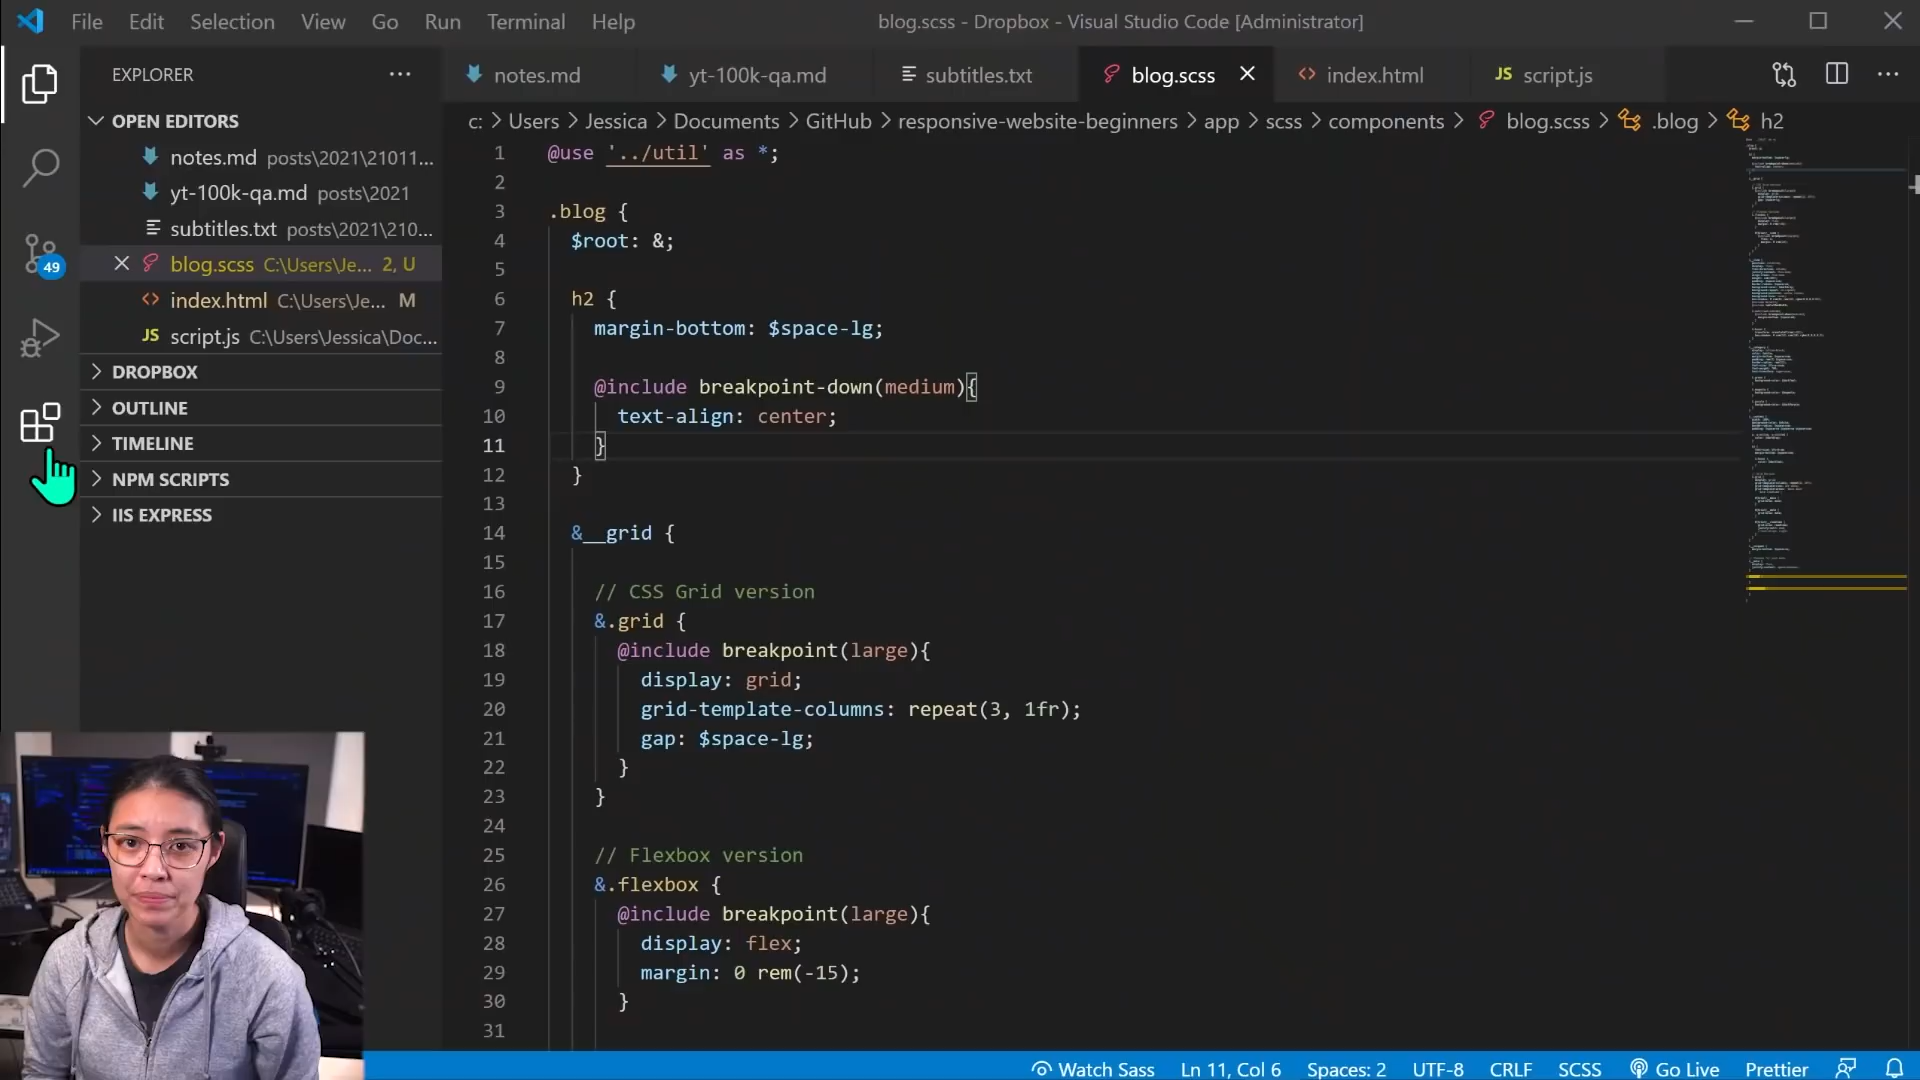 File Edit Selection View Go Run Terminal Help
blog.scss - Dropbox - Visual Studio Code [Administrator]
EXPLORER
notes.md
yt-100k-qa.md
subtitles.txt
blog.scss
index.html
JS script.js
OPEN EDITORS
notes.md posts\2021\21011...
yt-100k-qa.md posts\2021
subtitles.txt posts\2021\210...
blog.scss C:\Users\Je... 2, U
index.html C:\Users\Je... M
JS script.js C:\Users\Jessica\Doc...
DROPBOX
OUTLINE
TIMELINE
NPM SCRIPTS
IIS EXPRESS
49
c: > Users > Jessica > Documents > GitHub > responsive-website-beginners > app > scss > components > blog.scss > .blog > h2
1 @use '../util' as *;
2
3 .blog {
4 $root: &;
5
6 h2 {
7 margin-bottom: $space-lg;
8
9 @include breakpoint-down(medium){
10 text-align: center;
11 }
12 }
13
14 &__grid {
15
16 // CSS Grid version
17 &.grid {
18 @include breakpoint(large){
19 display: grid;
20 grid-template-columns: repeat(3, 1fr);
21 gap: $space-lg;
22 }
23 }
24
25 // Flexbox version
26 &.flexbox {
27 @include breakpoint(large){
28 display: flex;
29 margin: 0 rem(-15);
30 }
31
Watch Sass Ln 11, Col 6 Spaces: 2 UTF-8 CRLF SCSS Go Live Prettier